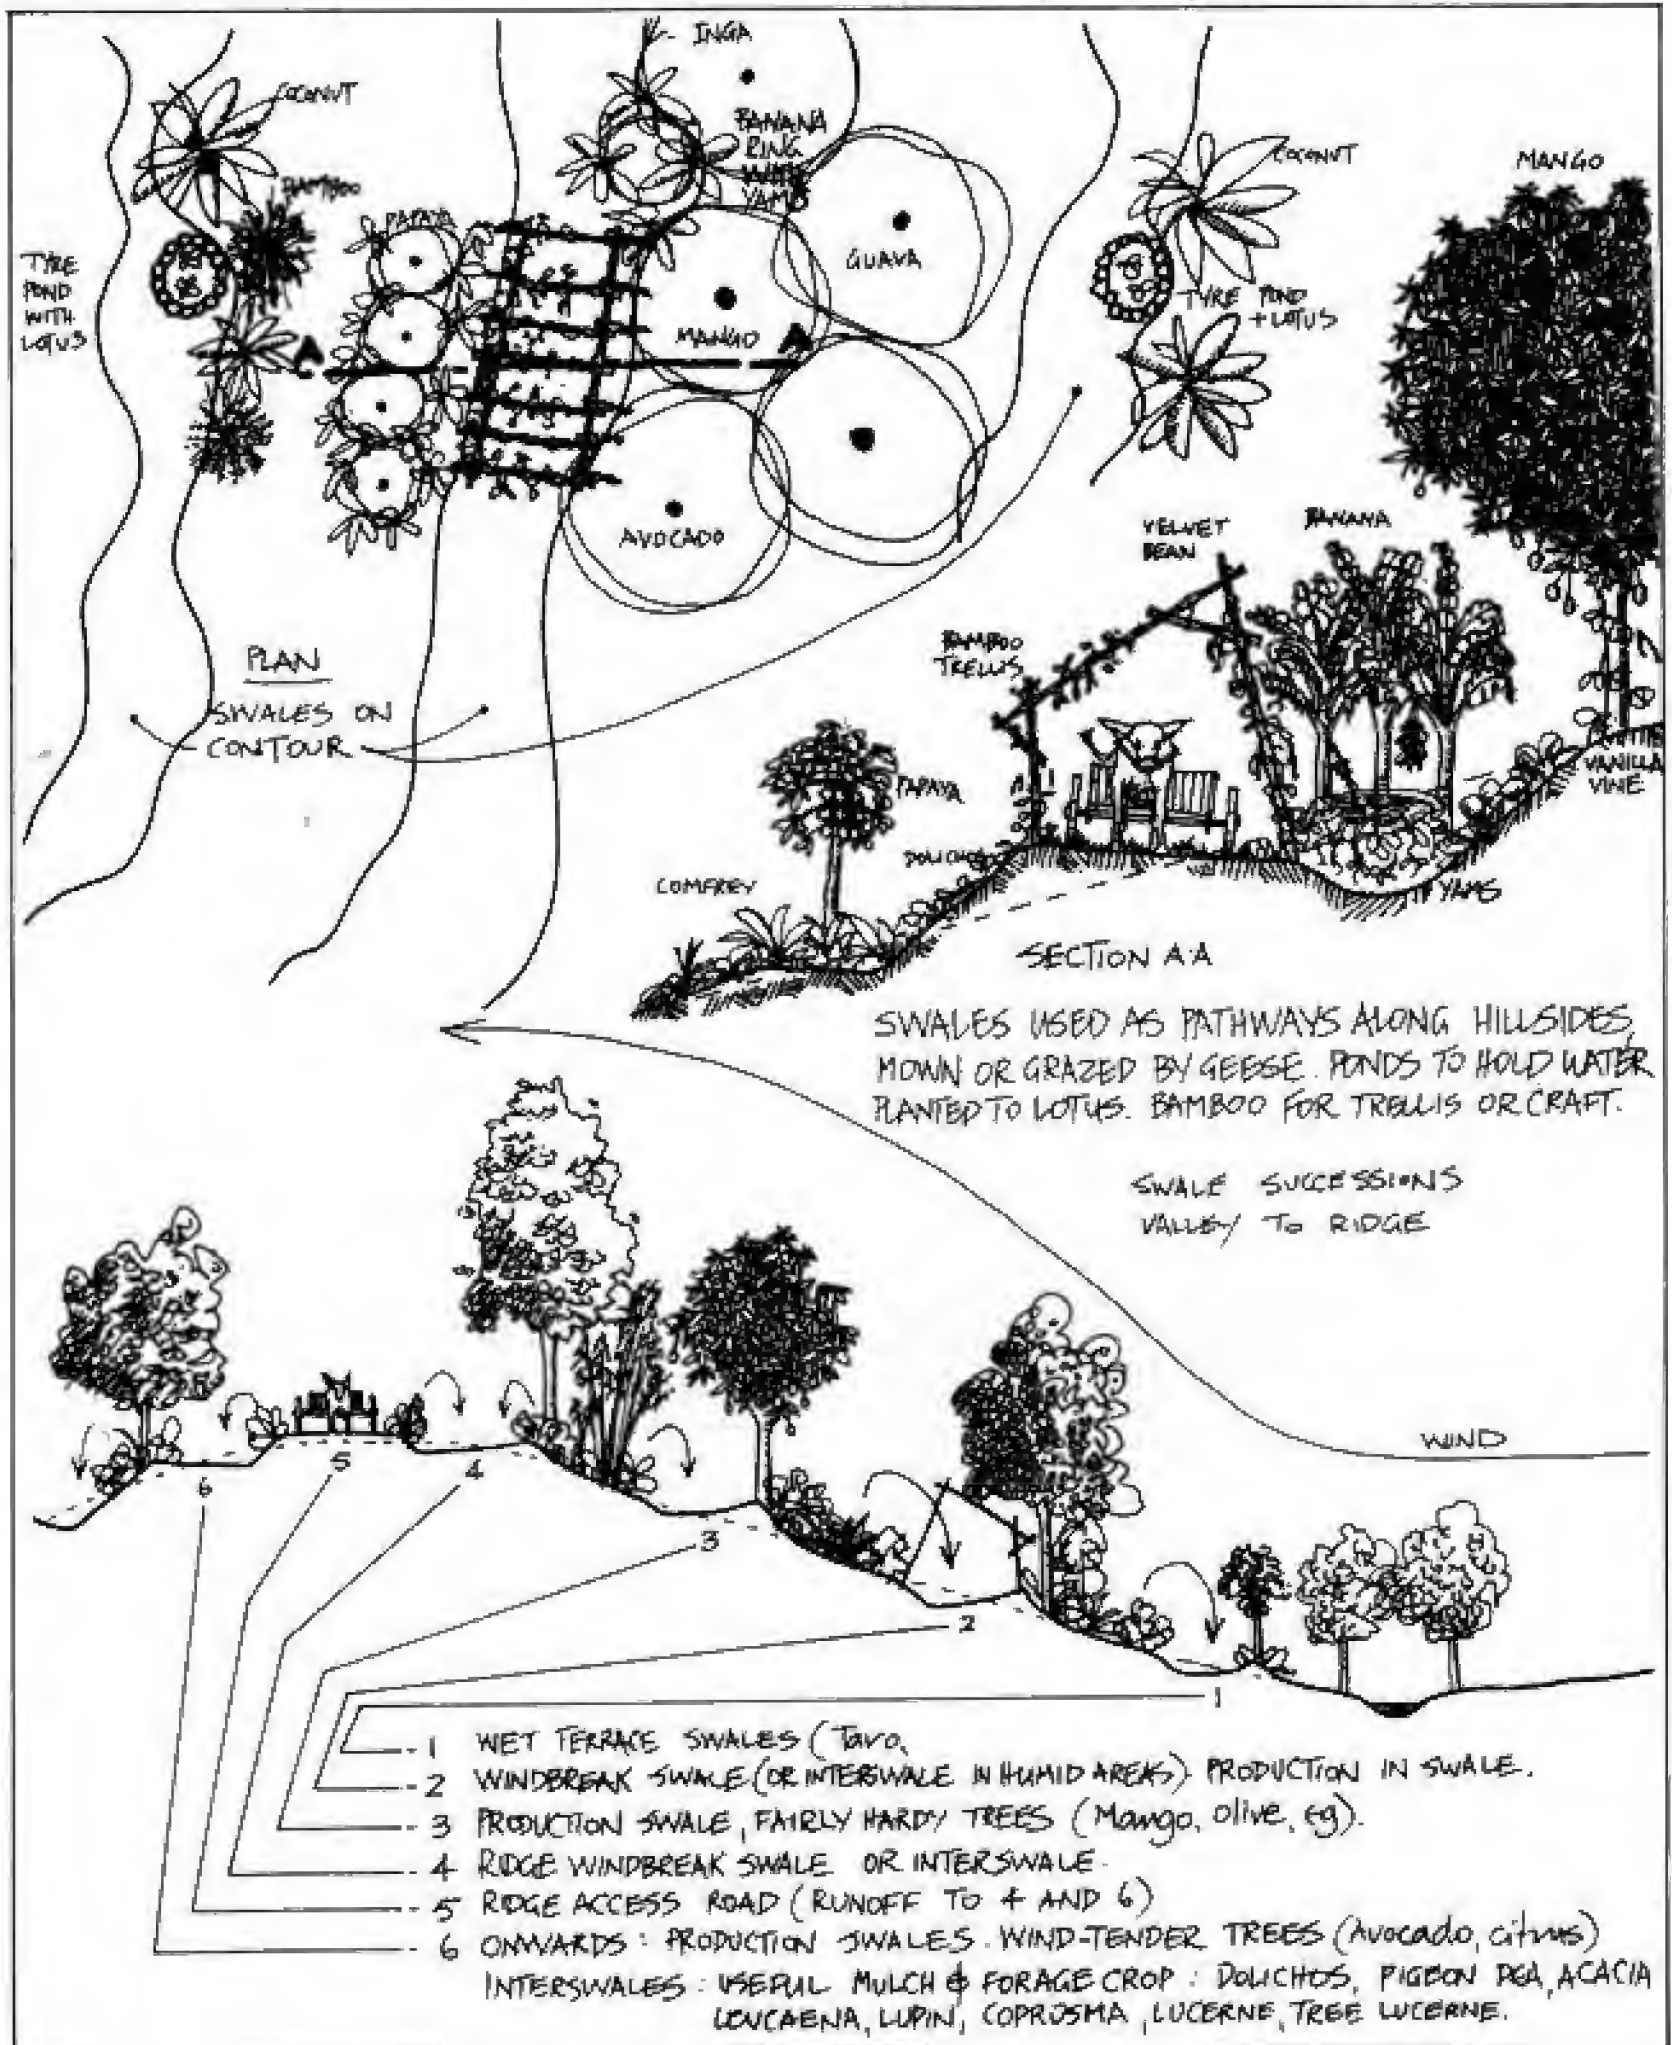 INGA
COCONUT
BANANA
RING
WITH
YAMS
BAMBOO
PAPAYA
COCONUT
MANGO
TYRE
POND
WITH
LOTUS
GUAVA
TYRE POND
+ LOTUS
MANGO
A
A
AVOCADO
VELVET
BEAN
BANANA
BAMBOO
TRELLIS
PLAN
SWALES ON
CONTOUR
PAPAYA
VANILLA
VINE
DOLICHOS
COMFREY
YAMS
SECTION A·A
SWALES USED AS PATHWAYS ALONG HILLSIDES,
MOWN OR GRAZED BY GEESE. PONDS TO HOLD WATER
PLANTED TO LOTUS. BAMBOO FOR TRELLIS OR CRAFT.
SWALE SUCCESSIONS
VALLEY TO RIDGE
WIND
6
5
4
3
2
1
1 WET TERRACE SWALES (Taro,
2 WINDBREAK SWALE (OR INTERSWALE IN HUMID AREAS) PRODUCTION IN SWALE.
3 PRODUCTION SWALE, FAIRLY HARDY TREES (Mango, olive, eg).
4 RIDGE WINDBREAK SWALE OR INTERSWALE.
5 RIDGE ACCESS ROAD (RUNOFF TO 4 AND 6)
6 ONWARDS: PRODUCTION SWALES. WIND-TENDER TREES (Avocado, citrus)
INTERSWALES: USEFUL MULCH & FORAGE CROP: DOLICHOS, PIGEON PEA, ACACIA
LEUCAENA, LUPIN, COPROSMA, LUCERNE, TREE LUCERNE.